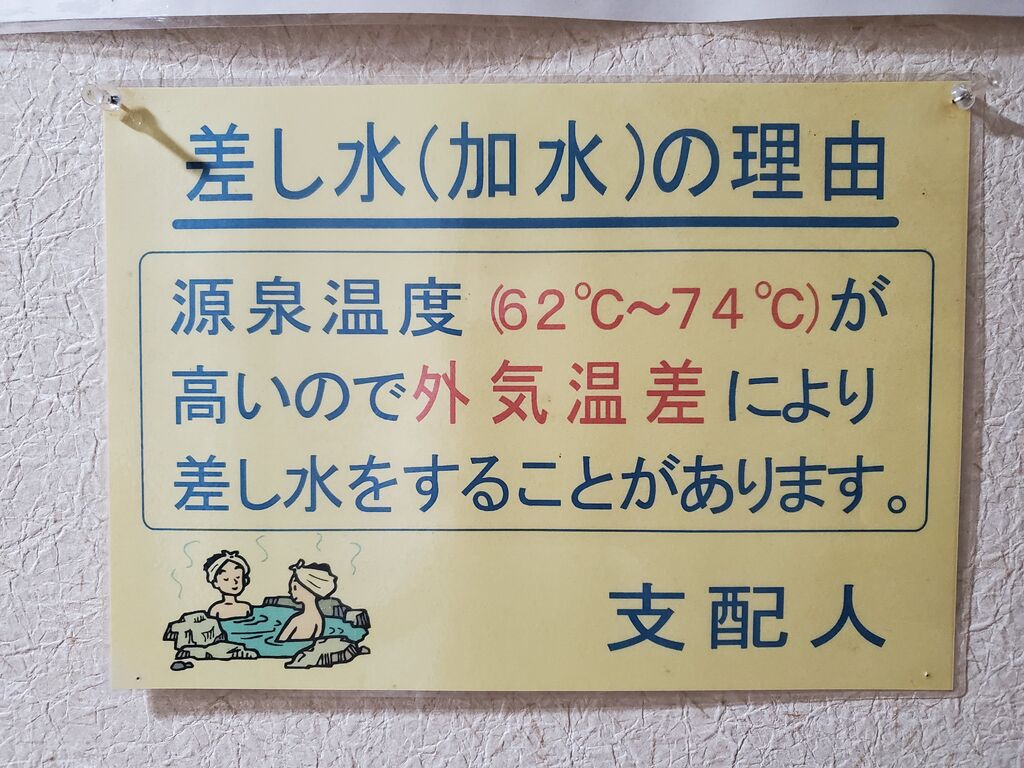 差し水(加水)の理由
源泉温度(62℃～74℃)が
高いので外気温差により
差し水をすることがあります。
支配人